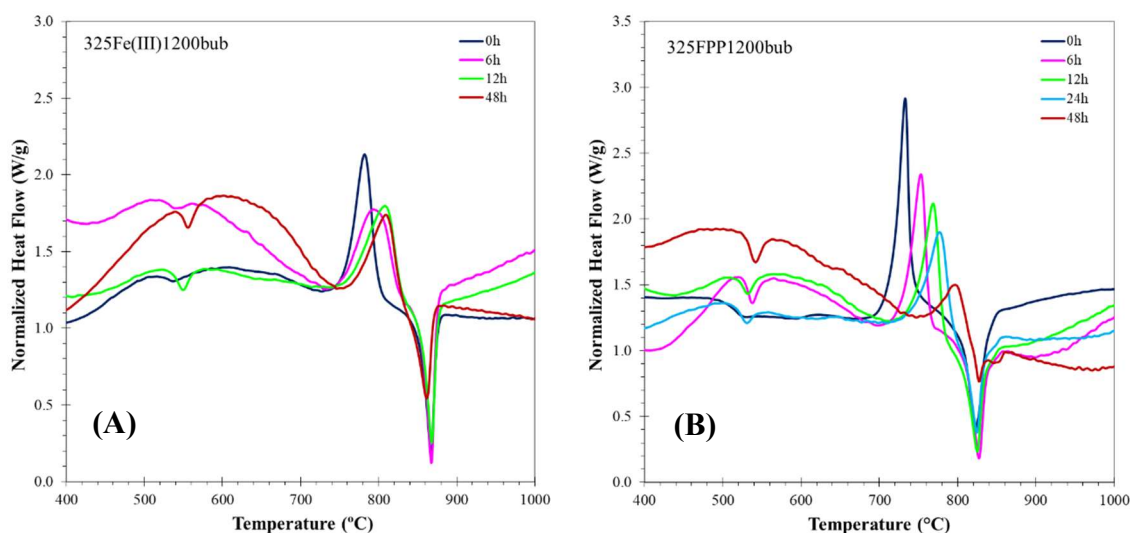 325Fe(III)1200bub
0h
6h
12h
48h
3.0
2.5
2.0
1.5
1.0
0.5
0.0
Normalized Heat Flow (W/g)
(A)
400 500 600 700 800 900 1000
Temperature (ºC)
325FPP1200bub
0h
6h
12h
24h
48h
3.5
3.0
2.5
2.0
1.5
1.0
0.5
0.0
Normalized Heat Flow (W/g)
(B)
400 500 600 700 800 900 1000
Temperature (°C)